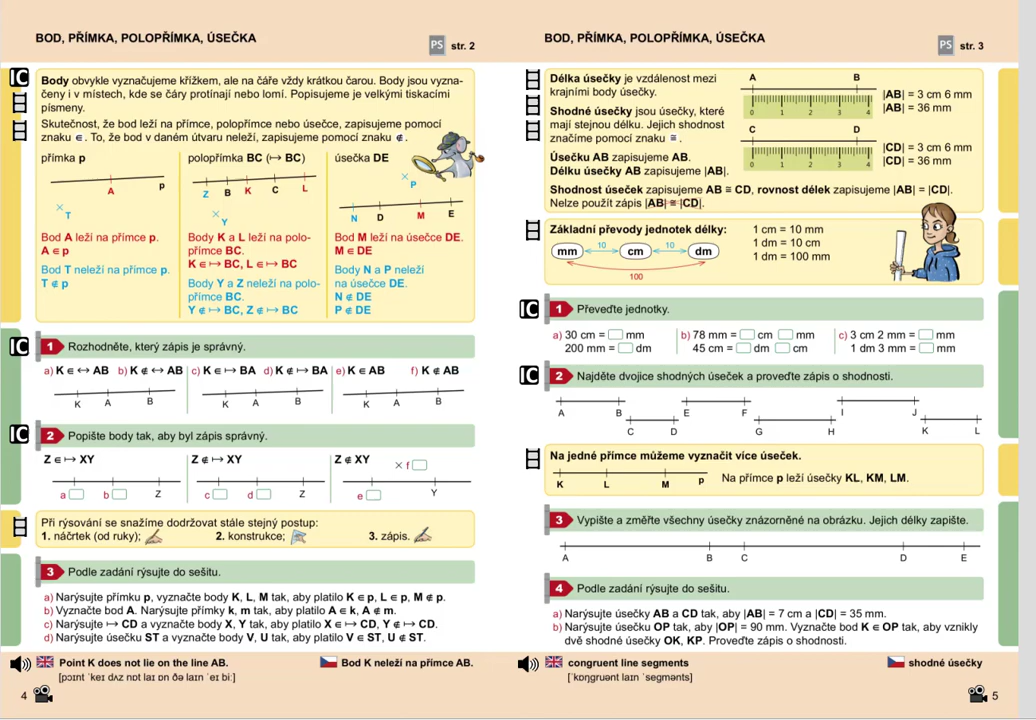 BOD, PŘÍMKA, POLOPŘÍMKA, ÚSEČKA
PS str. 2
Body obvykle vyznačujeme křížkem, ale na čáře vždy krátkou čarou. Body jsou vyzna-
čeny i v místech, kde se čáry protínají nebo lomí. Popisujeme je velkými tiskacími
písmeny.
Skutečnost, že bod leží na přímce, polopřímce nebo úsečce, zapisujeme pomocí
znaku ∈. To, že bod v daném útvaru neleží, zapisujeme pomocí znaku ∉.
přímka p
A p
T
Bod A leží na přímce p.
A ∈ p
Bod T neleží na přímce p.
T ∉ p
polopřímka BC (↦ BC)
Z B K C L
Y
Body K a L leží na polo-
přímce BC.
K ∈ ↦ BC, L ∈ ↦ BC
Body Y a Z neleží na polo-
přímce BC.
Y ∉ ↦ BC, Z ∉ ↦ BC
úsečka DE
P
N D M E
Bod M leží na úsečce DE.
M ∈ DE
Body N a P neleží
na úsečce DE.
N ∉ DE
P ∉ DE
1 Rozhodněte, který zápis je správný.
a) K ∈ ↔ AB b) K ∉ ↔ AB c) K ∈ ↦ BA d) K ∉ ↦ BA e) K ∈ AB f) K ∉ AB
K A B K A B K A B
2 Popište body tak, aby byl zápis správný.
Z ∈ ↦ XY Z ∉ ↦ XY Z ∉ XY
f
a b Z c d Z e Y
Při rýsování se snažíme dodržovat stále stejný postup:
1. náčrtek (od ruky); 2. konstrukce; 3. zápis.
3 Podle zadání rýsujte do sešitu.
a) Narýsujte přímku p, vyznačte body K, L, M tak, aby platilo K ∈ p, L ∈ p, M ∉ p.
b) Vyznačte bod A. Narýsujte přímky k, m tak, aby platilo A ∈ k, A ∉ m.
c) Narýsujte ↦ CD a vyznačte body X, Y tak, aby platilo X ∈ ↦ CD, Y ∉ ↦ CD.
d) Narýsujte úsečku ST a vyznačte body V, U tak, aby platilo V ∈ ST, U ∉ ST.
Point K does not lie on the line AB. Bod K neleží na přímce AB.
[pɔɪnt ˈkeɪ dʌz nɒt laɪ ɒn ðə laɪn ˈeɪ biː]
4
BOD, PŘÍMKA, POLOPŘÍMKA, ÚSEČKA
PS str. 3
Délka úsečky je vzdálenost mezi
krajními body úsečky.
Shodné úsečky jsou úsečky, které
mají stejnou délku. Jejich shodnost
značíme pomocí znaku ≅.
Úsečku AB zapisujeme AB.
Délku úsečky AB zapisujeme |AB|.
A B
0 1 2 3 4
|AB| = 3 cm 6 mm
|AB| = 36 mm
C D
0 1 2 3 4
|CD| = 3 cm 6 mm
|CD| = 36 mm
Shodnost úseček zapisujeme AB ≅ CD, rovnost délek zapisujeme |AB| = |CD|.
Nelze použít zápis |AB| ≅ |CD|.
Základní převody jednotek délky:
10 10
mm cm dm
100
1 cm = 10 mm
1 dm = 10 cm
1 dm = 100 mm
1 Převeďte jednotky.
a) 30 cm = mm b) 78 mm = cm mm c) 3 cm 2 mm = mm
200 mm = dm 45 cm = dm cm 1 dm 3 mm = mm
2 Najděte dvojice shodných úseček a proveďte zápis o shodnosti.
A B E F I J
C D G H K L
Na jedné přímce můžeme vyznačit více úseček.
K L M p
Na přímce p leží úsečky KL, KM, LM.
3 Vypište a změřte všechny úsečky znázorněné na obrázku. Jejich délky zapište.
A B C D E
4 Podle zadání rýsujte do sešitu.
a) Narýsujte úsečky AB a CD tak, aby |AB| = 7 cm a |CD| = 35 mm.
b) Narýsujte úsečku OP tak, aby |OP| = 90 mm. Vyznačte bod K ∈ OP tak, aby vznikly
dvě shodné úsečky OK, KP. Proveďte zápis o shodnosti.
congruent line segments shodné úsečky
[ˈkɒŋgrʊənt laɪn ˈsegmənts]
5